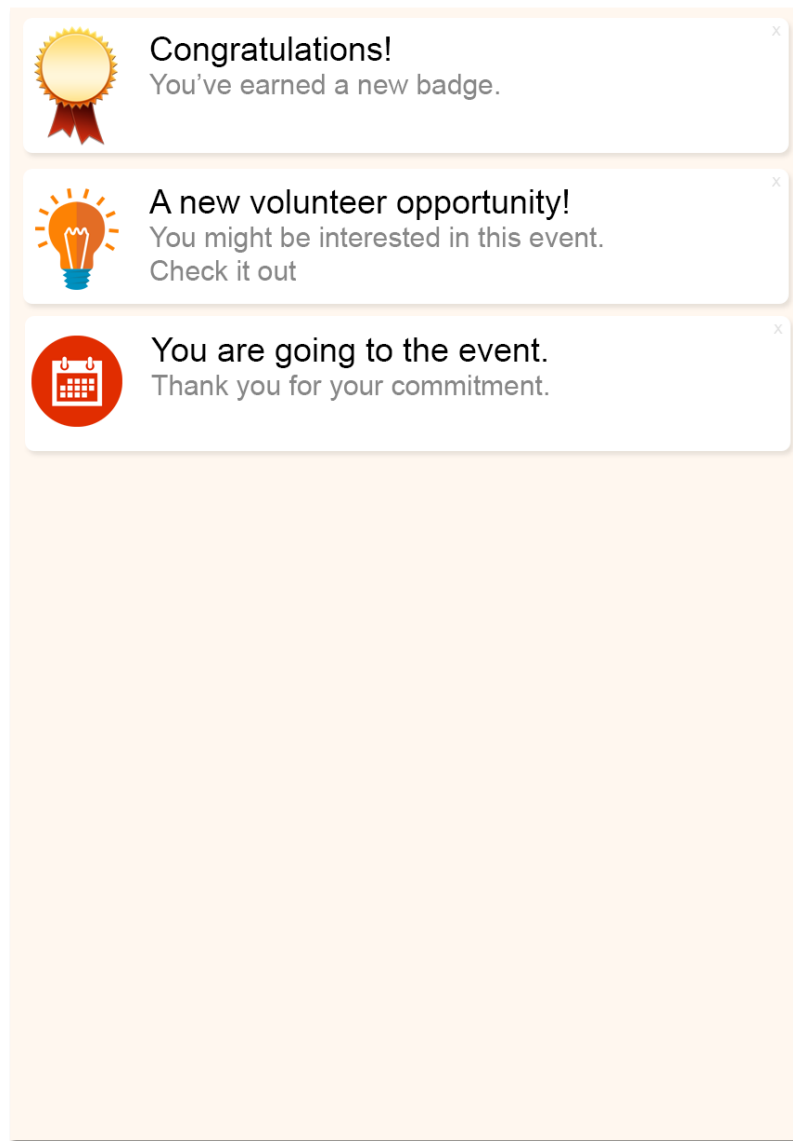 x
Congratulations!
You’ve earned a new badge.
x
A new volunteer opportunity!
You might be interested in this event.
Check it out
x
You are going to the event.
Thank you for your commitment.